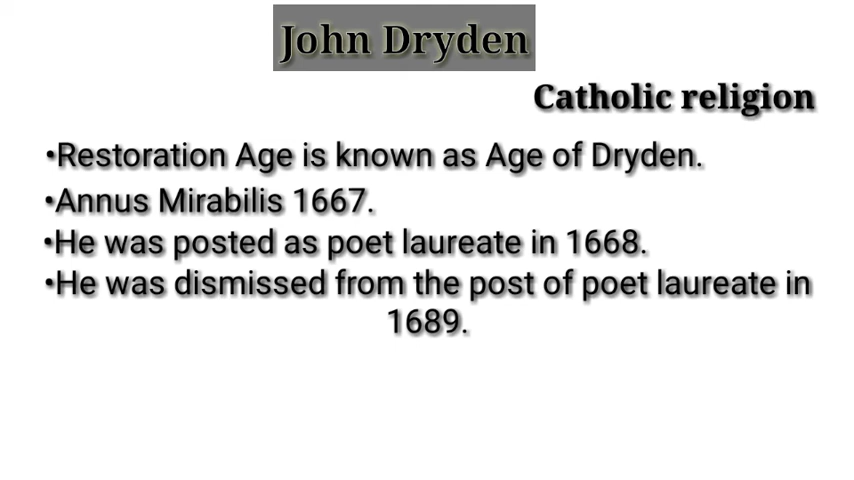 John Dryden
Catholic religion
•Restoration Age is known as Age of Dryden.
•Annus Mirabilis 1667.
•He was posted as poet laureate in 1668.
•He was dismissed from the post of poet laureate in
1689.